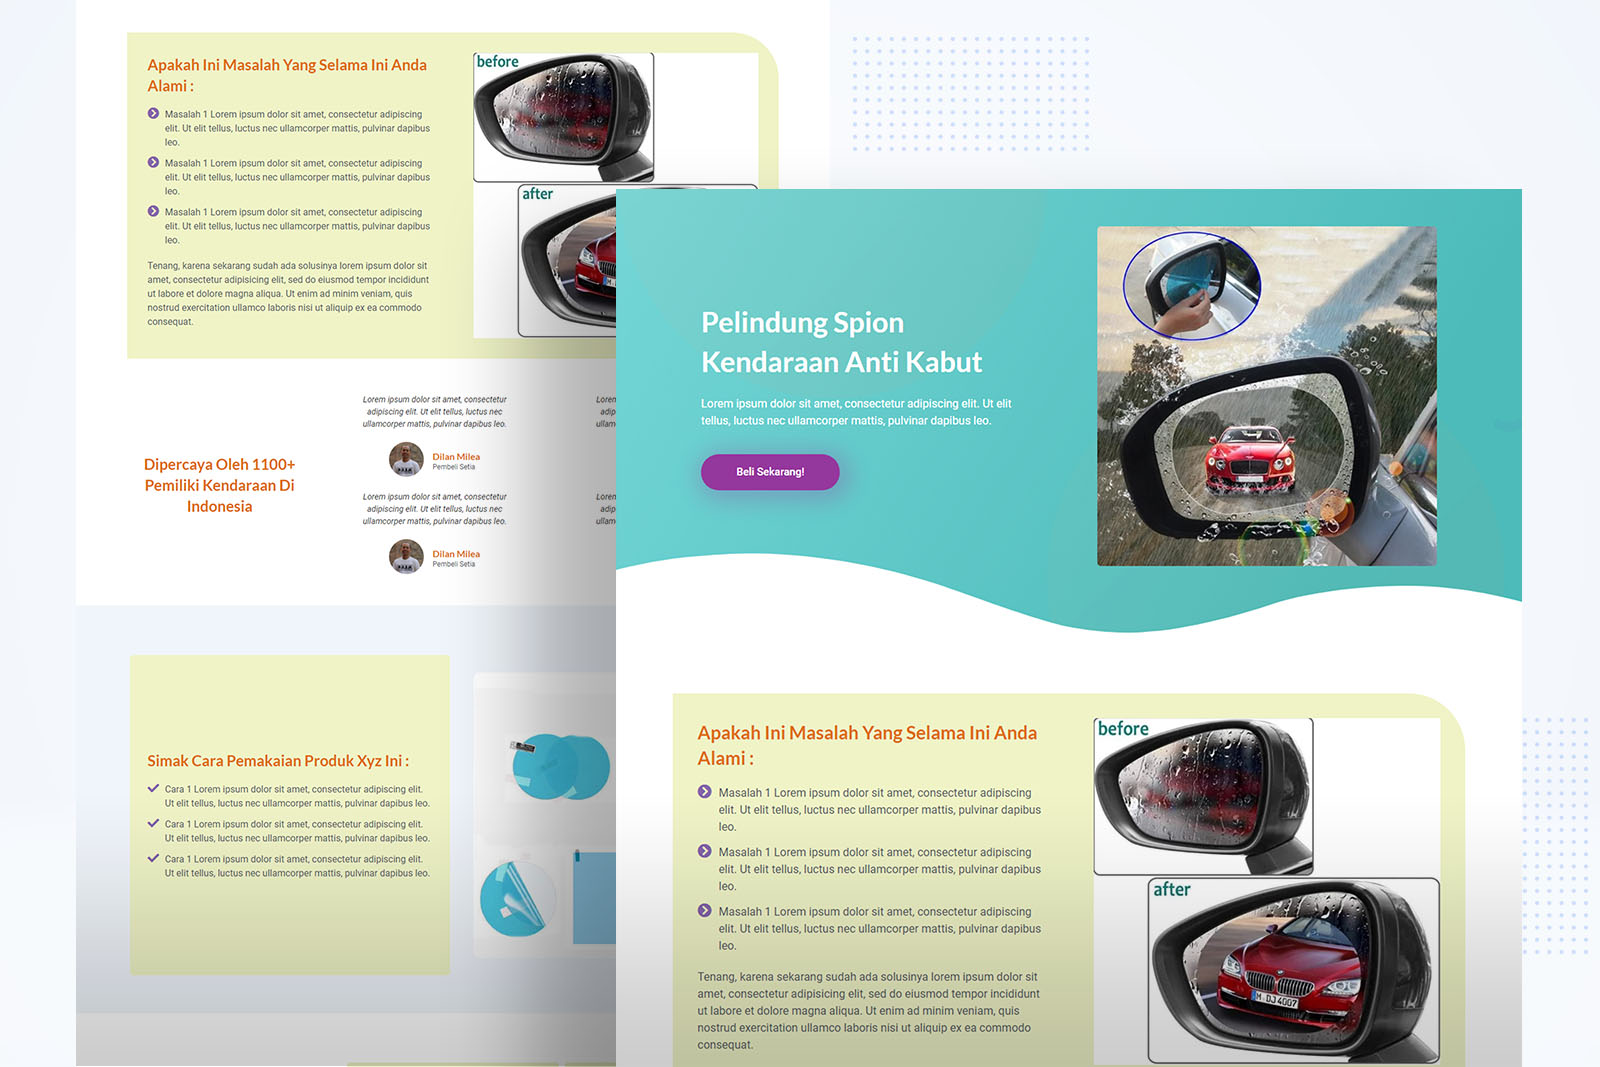 Apakah Ini Masalah Yang Selama Ini Anda
Alami :
Masalah 1 Lorem ipsum dolor sit amet, consectetur adipiscing
elit. Ut elit tellus, luctus nec ullamcorper mattis, pulvinar dapibus
leo.
Masalah 1 Lorem ipsum dolor sit amet, consectetur adipiscing
elit. Ut elit tellus, luctus nec ullamcorper mattis, pulvinar dapibus
leo.
Masalah 1 Lorem ipsum dolor sit amet, consectetur adipiscing
elit. Ut elit tellus, luctus nec ullamcorper mattis, pulvinar dapibus
leo.
Tenang, karena sekarang sudah ada solusinya lorem ipsum dolor sit
amet, consectetur adipisicing elit, sed do eiusmod tempor incididunt
ut labore et dolore magna aliqua. Ut enim ad minim veniam, quis
nostrud exercitation ullamco laboris nisi ut aliquip ex ea commodo
consequat.
before
after
Dipercaya Oleh 1100+
Pemiliki Kendaraan Di
Indonesia
Lorem ipsum dolor sit amet, consectetur
adipiscing elit. Ut elit tellus, luctus nec
ullamcorper mattis, pulvinar dapibus leo.
Dilan Milea
Pembeli Setia
Lorem ipsum dolor sit amet, consectetur
adipiscing elit. Ut elit tellus, luctus nec
ullamcorper mattis, pulvinar dapibus leo.
Dilan Milea
Pembeli Setia
Simak Cara Pemakaian Produk Xyz Ini :
Cara 1 Lorem ipsum dolor sit amet, consectetur adipiscing elit.
Ut elit tellus, luctus nec ullamcorper mattis, pulvinar dapibus leo.
Cara 1 Lorem ipsum dolor sit amet, consectetur adipiscing elit.
Ut elit tellus, luctus nec ullamcorper mattis, pulvinar dapibus leo.
Cara 1 Lorem ipsum dolor sit amet, consectetur adipiscing elit.
Ut elit tellus, luctus nec ullamcorper mattis, pulvinar dapibus leo.
Pelindung Spion
Kendaraan Anti Kabut
Lorem ipsum dolor sit amet, consectetur adipiscing elit. Ut elit
tellus, luctus nec ullamcorper mattis, pulvinar dapibus leo.
Beli Sekarang!
Apakah Ini Masalah Yang Selama Ini Anda
Alami :
Masalah 1 Lorem ipsum dolor sit amet, consectetur adipiscing
elit. Ut elit tellus, luctus nec ullamcorper mattis, pulvinar dapibus
leo.
Masalah 1 Lorem ipsum dolor sit amet, consectetur adipiscing
elit. Ut elit tellus, luctus nec ullamcorper mattis, pulvinar dapibus
leo.
Masalah 1 Lorem ipsum dolor sit amet, consectetur adipiscing
elit. Ut elit tellus, luctus nec ullamcorper mattis, pulvinar dapibus
leo.
Tenang, karena sekarang sudah ada solusinya lorem ipsum dolor sit
amet, consectetur adipisicing elit, sed do eiusmod tempor incididunt
ut labore et dolore magna aliqua. Ut enim ad minim veniam, quis
nostrud exercitation ullamco laboris nisi ut aliquip ex ea commodo
consequat.
before
after
M DJ 4007